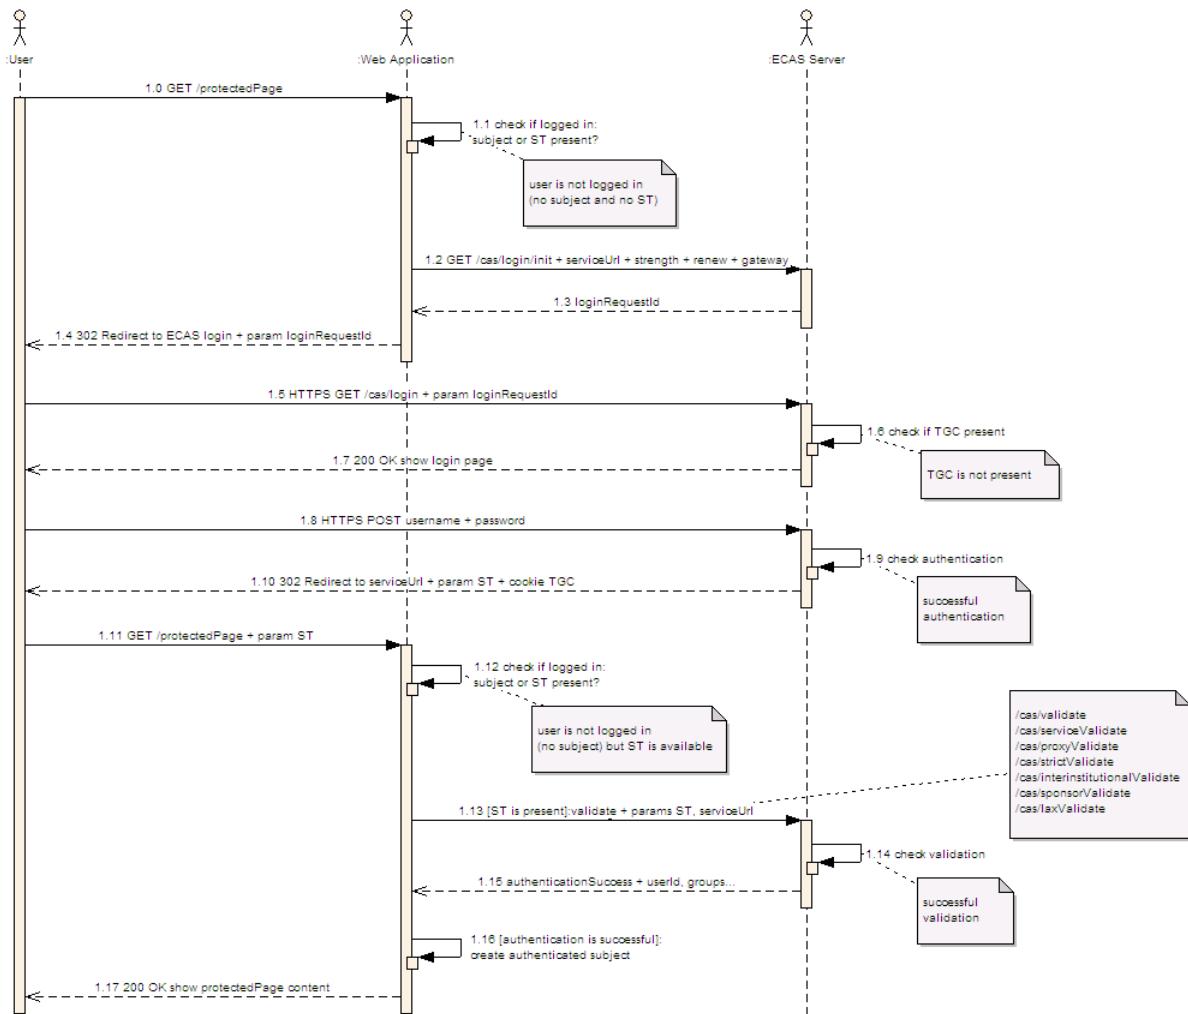 :User
:Web Application
:ECAS Server
1.0 GET /protectedPage
1.1 check if logged in:
subject or ST present?
user is not logged in
(no subject and no ST)
1.2 GET /cas/login/init + serviceUrl + strength + renew + gateway
1.3 loginRequestId
1.4 302 Redirect to ECAS login + param loginRequestId
1.5 HTTPS GET /cas/login + param loginRequestId
1.6 check if TGC present
1.7 200 OK show login page
TGC is not present
1.8 HTTPS POST username + password
1.9 check authentication
1.10 302 Redirect to serviceUrl + param ST + cookie TGC
successful
authentication
1.11 GET /protectedPage + param ST
1.12 check if logged in:
subject or ST present?
user is not logged in
(no subject) but ST is available
/cas/validate
/cas/serviceValidate
/cas/proxyValidate
/cas/strictValidate
/cas/interinstitutionalValidate
/cas/sponsorValidate
/cas/laxValidate
1.13 [ST is present]:validate + params ST, serviceUrl
1.14 check validation
1.15 authenticationSuccess + userId, groups...
successful
validation
1.16 [authentication is successful]:
create authenticated subject
1.17 200 OK show protectedPage content